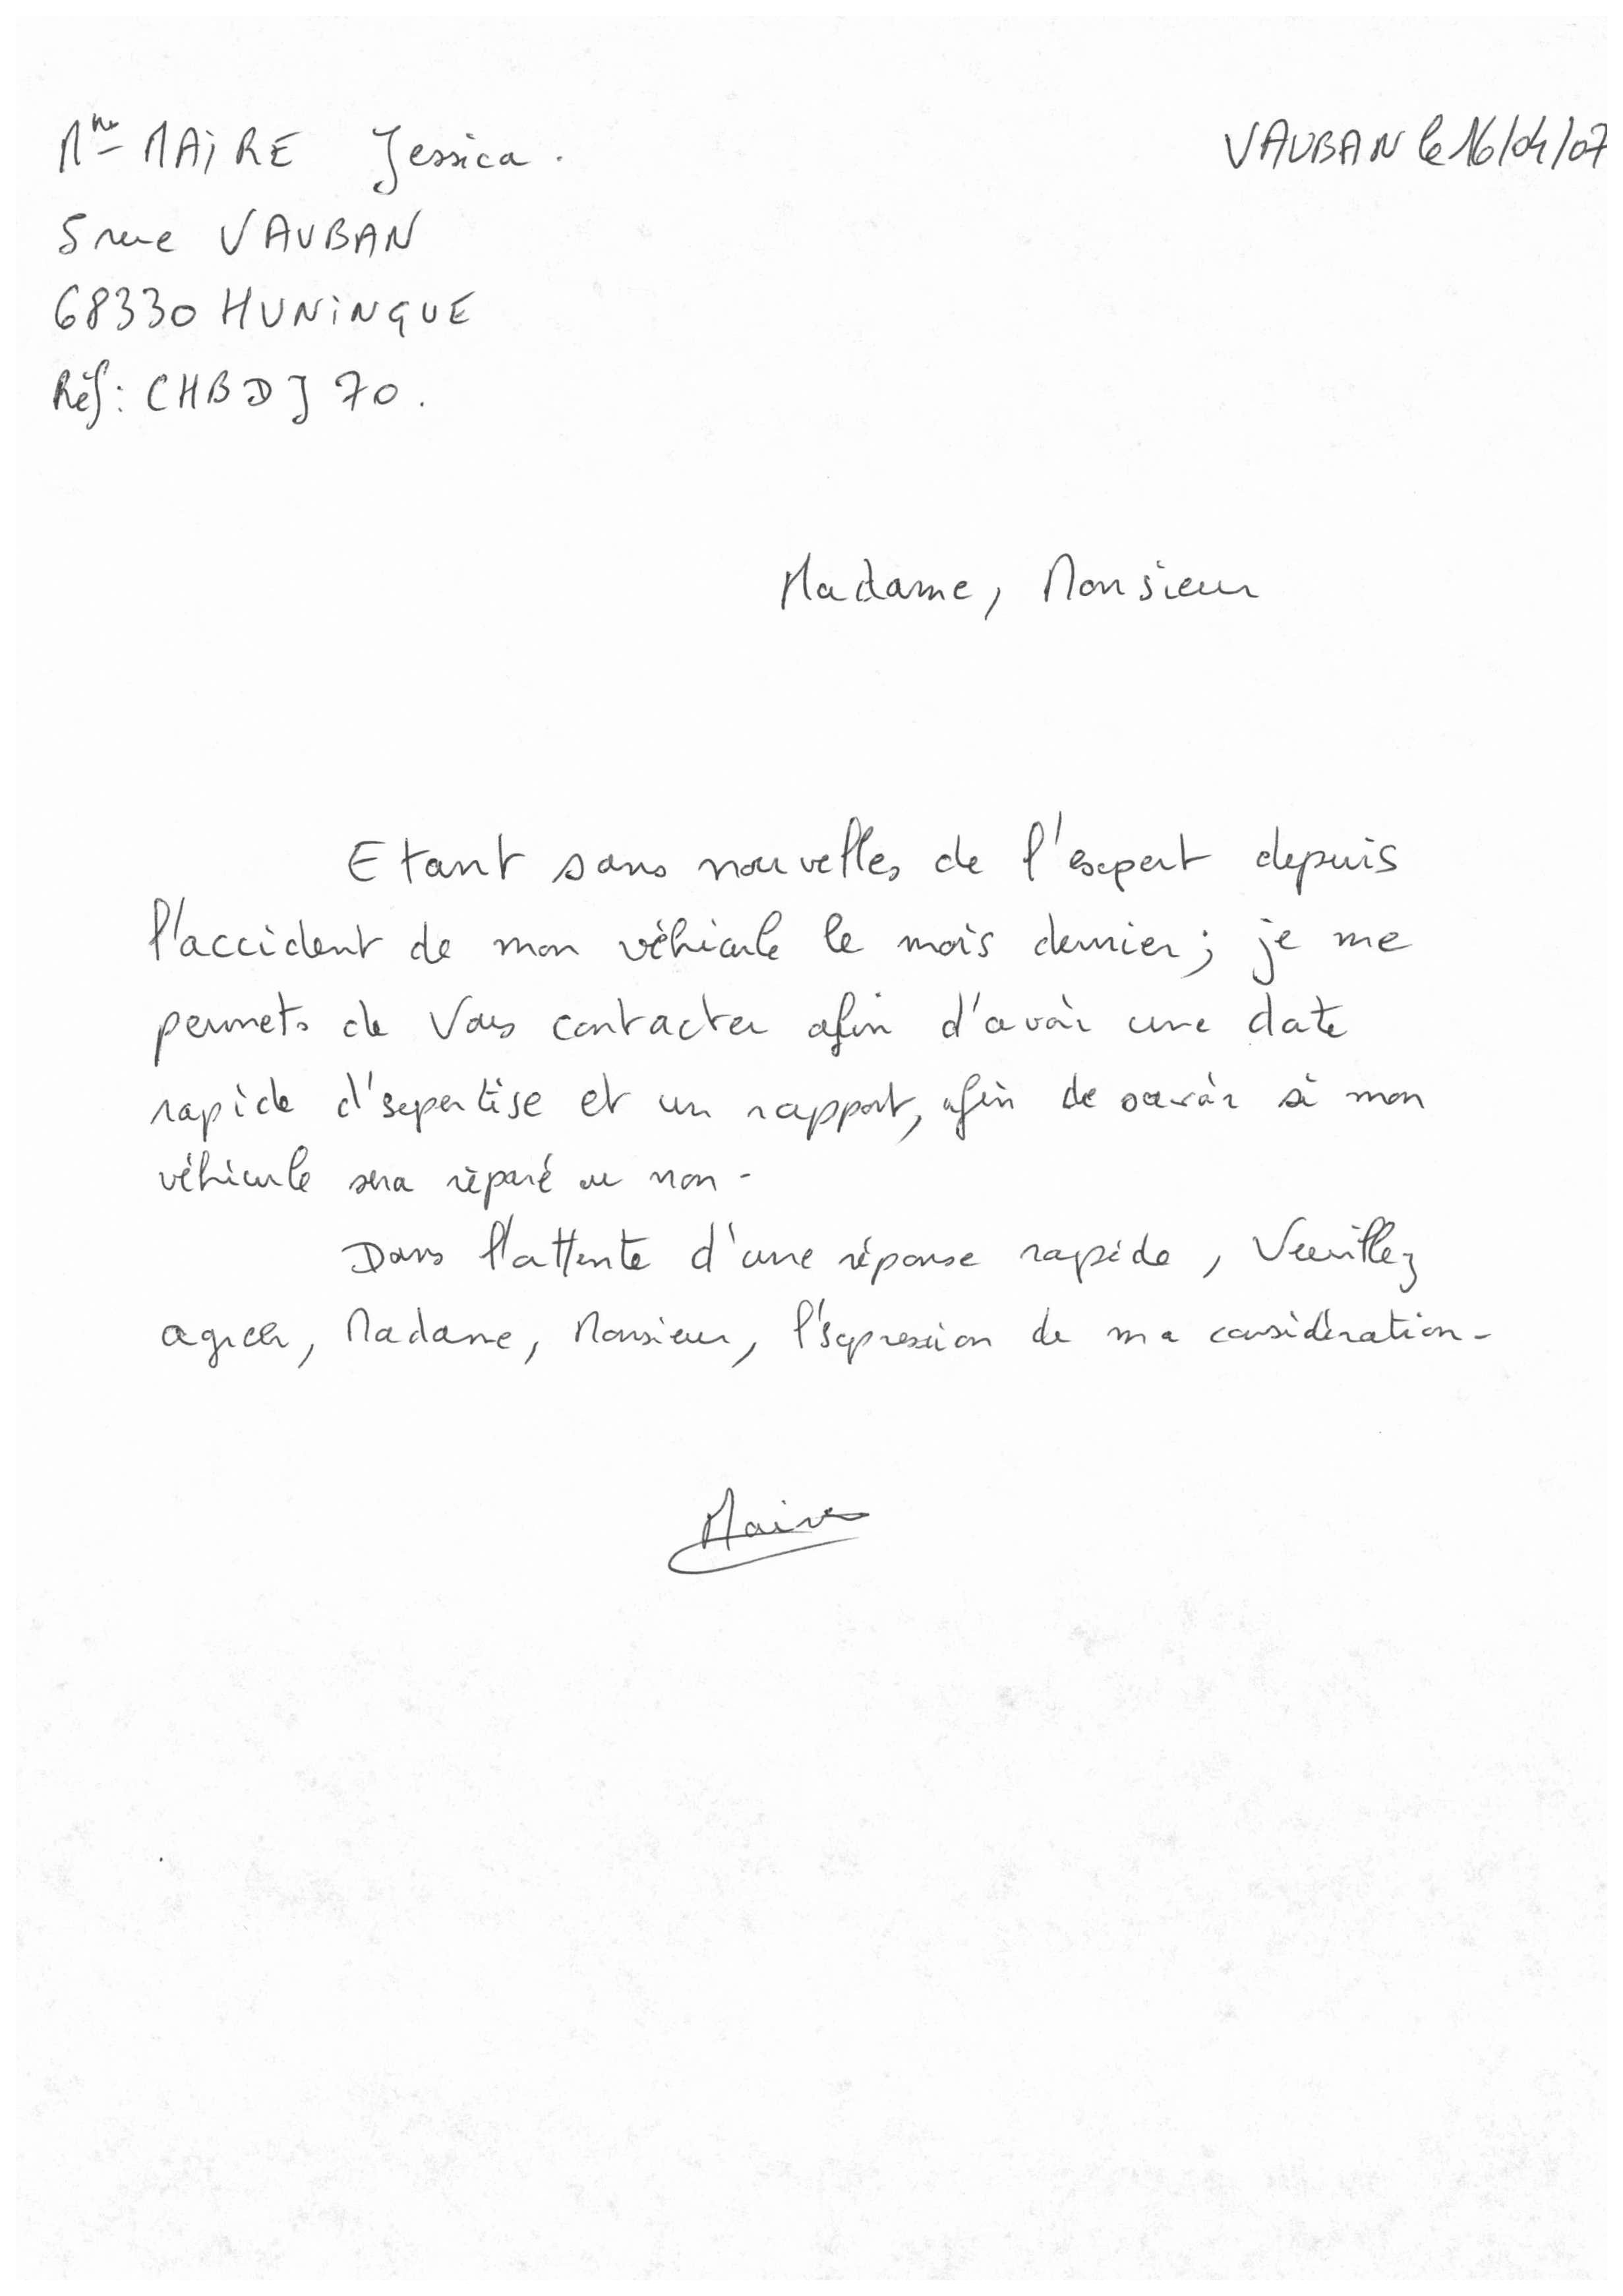 Mme MAIRE Jessica.
VAUBAN le 16/04/07
5 rue VAUBAN
68330 HUNINGUE
Réf: CHBDJ70.
Madame, Monsieur
Etant sans nouvelles de l'expert depuis
l'accident de mon véhicule le mois dernier; je me
permets de Vous contacter afin d'avoir une date
rapide d'expertise et un rapport, afin de savoir si mon
véhicule sera réparé ou non -
Dans l'attente d'une réponse rapide, Veuillez
agréer, Madame, Monsieur, l'expression de ma considération -
Maire